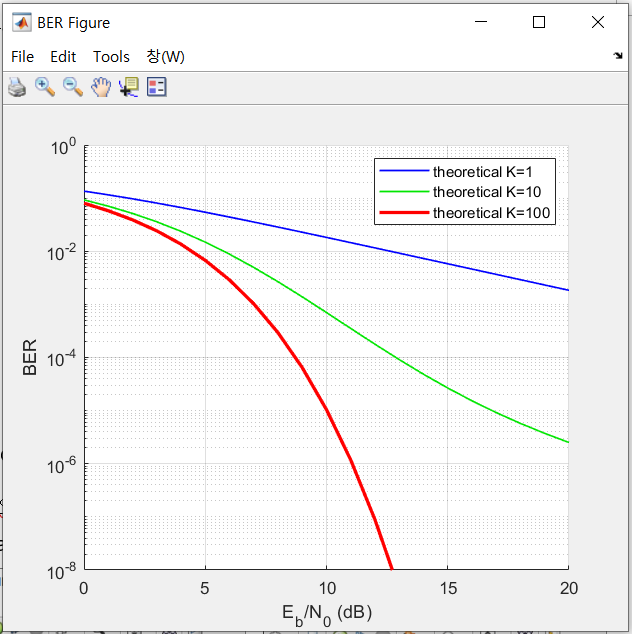 BER Figure
File Edit Tools 창(W)
theoretical K=1
theoretical K=10
theoretical K=100
10^0
10^-2
10^-4
10^-6
10^-8
BER
0 5 10 15 20
E_b/N_0 (dB)